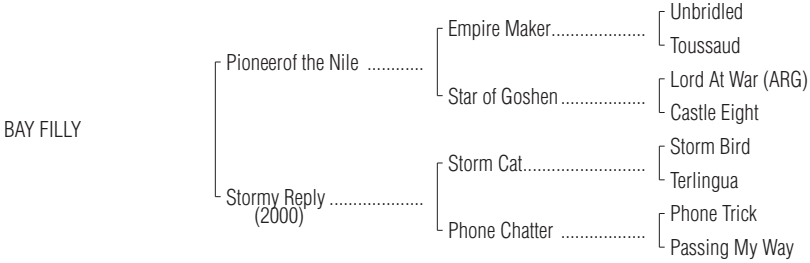 Unbridled
Empire Maker.....................
Toussaud
Pioneerof the Nile ............
Lord At War (ARG)
Star of Goshen...................
Castle Eight
BAY FILLY
Storm Bird
Storm Cat...........................
Terlingua
Stormy Reply ....................
(2000)
Phone Trick
Phone Chatter ...................
Passing My Way